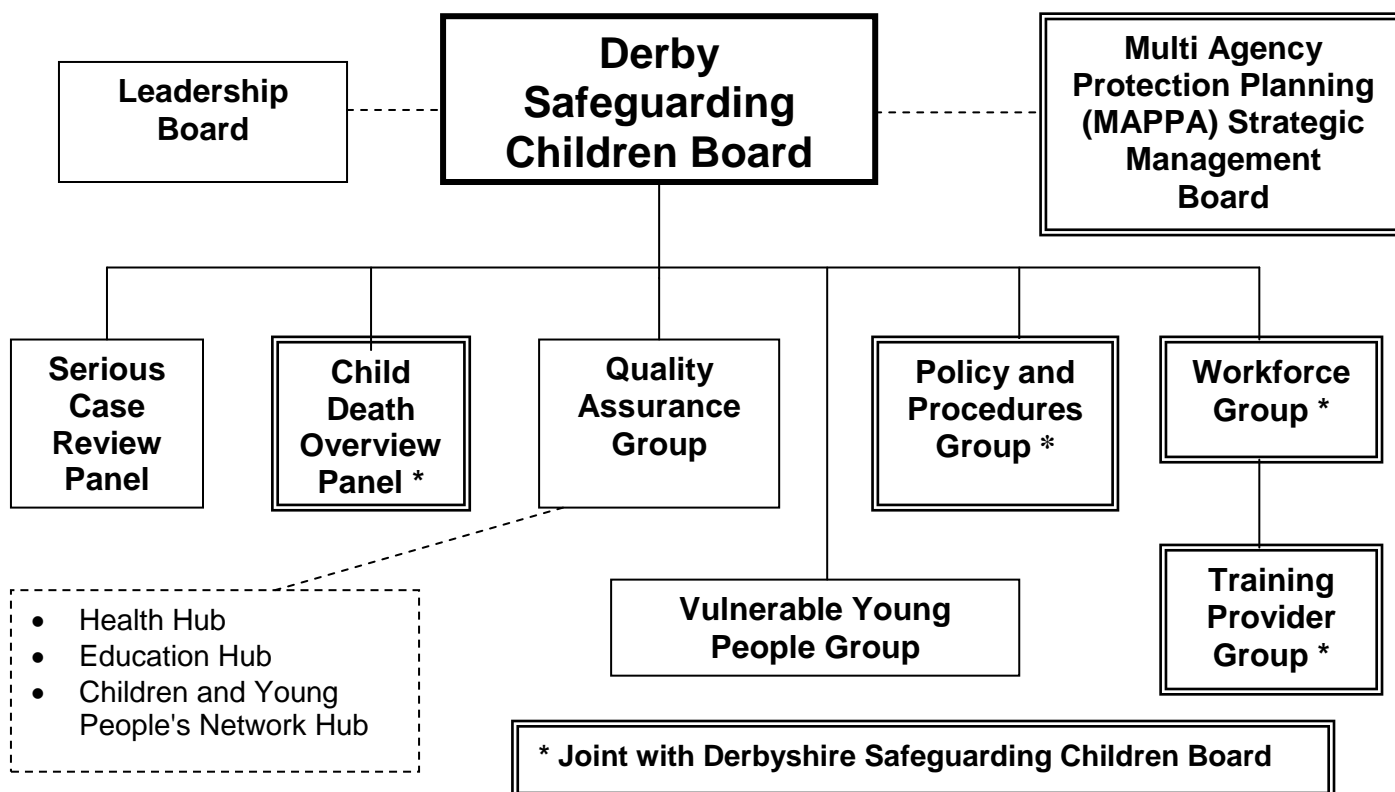 Leadership
Board
Derby
Safeguarding
Children Board
Multi Agency
Protection Planning
(MAPPA) Strategic
Management
Board
Serious
Case
Review
Panel
Child
Death
Overview
Panel *
Quality
Assurance
Group
Policy and
Procedures
Group *
Workforce
Group *
• Health Hub
• Education Hub
• Children and Young
People's Network Hub
Vulnerable Young
People Group
Training
Provider
Group *
* Joint with Derbyshire Safeguarding Children Board